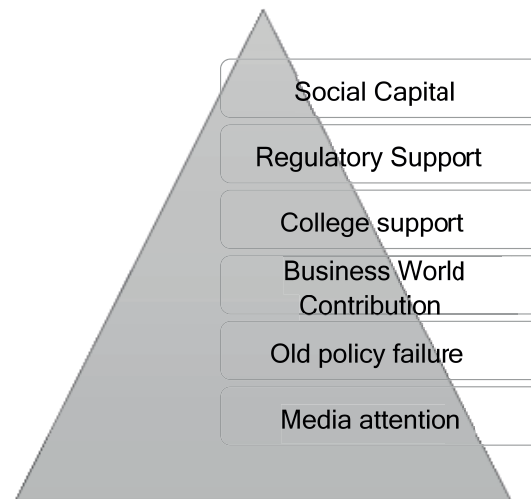 Social Capital
Regulatory Support
College support
Business World
Contribution
Old policy failure
Media attention